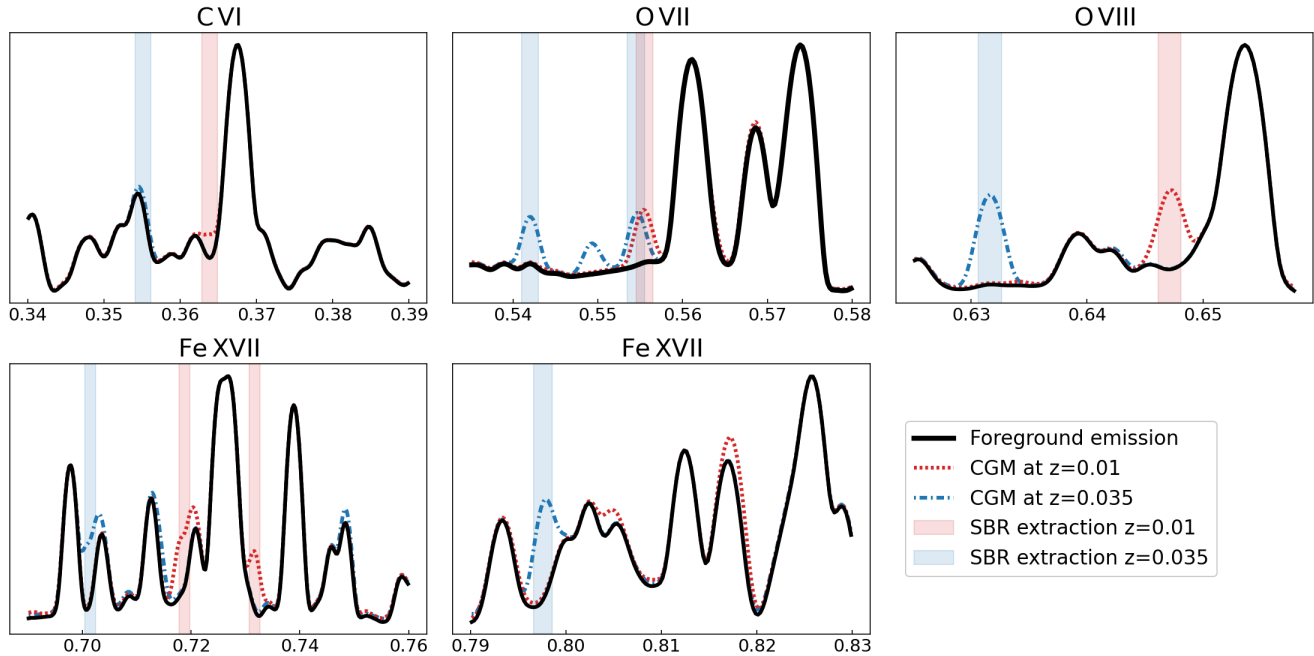 C VI
O VII
O VIII
0.34 0.35 0.36 0.37 0.38 0.39
0.54 0.55 0.56 0.57 0.58
0.63 0.64 0.65
Fe XVII
Fe XVII
0.70 0.72 0.74 0.76
0.79 0.80 0.81 0.82 0.83
Foreground emission
CGM at z=0.01
CGM at z=0.035
SBR extraction z=0.01
SBR extraction z=0.035